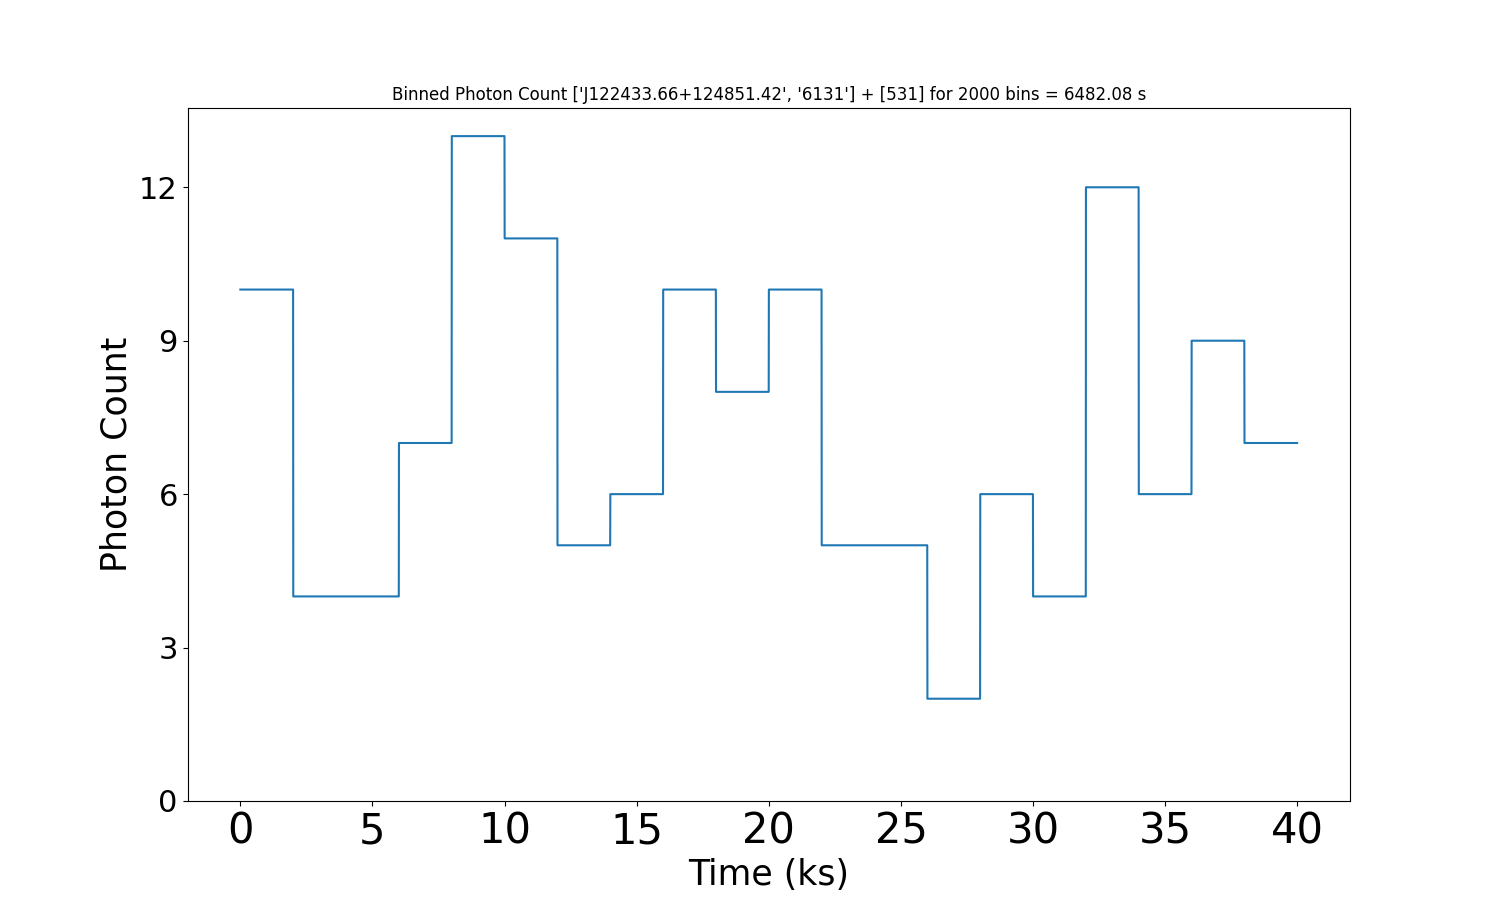 Binned Photon Count ['J122433.66+124851.42', '6131'] + [531] for 2000 bins = 6482.08 s
12
9
6
3
0
Photon Count
0 5 10 15 20 25 30 35 40
Time (ks)